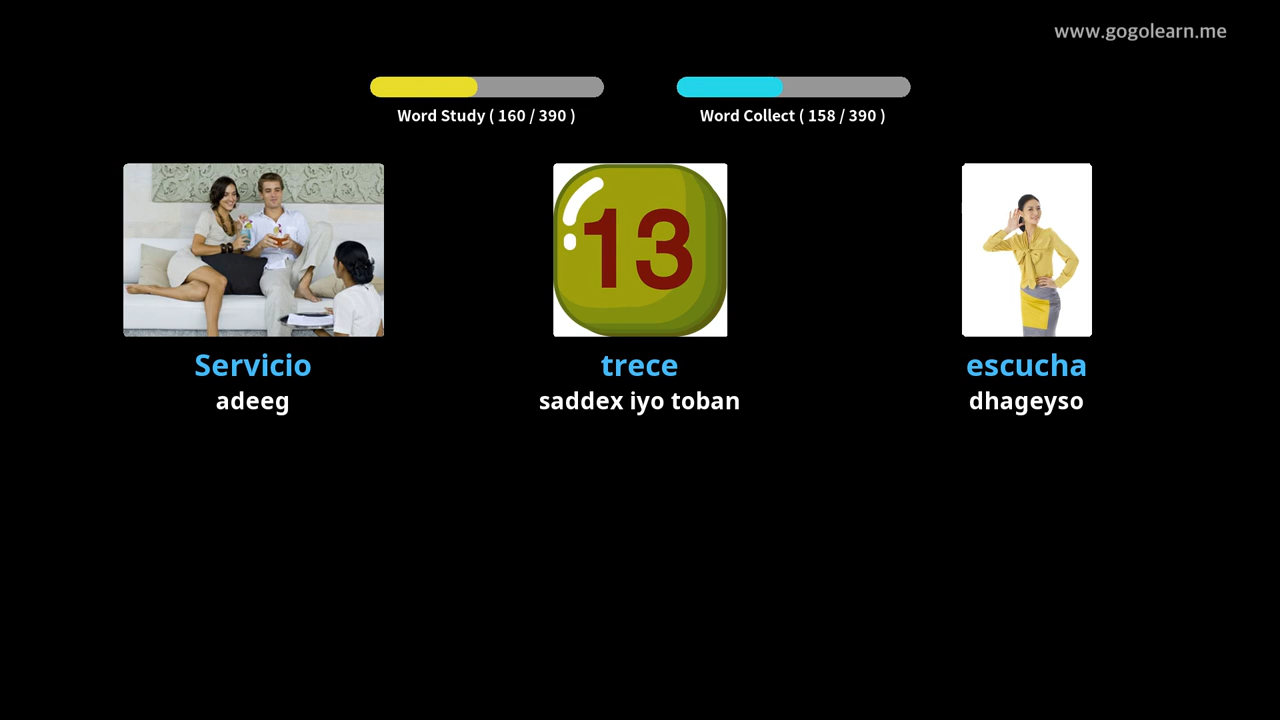 www.gogolearn.me
Word Study ( 160 / 390 )
Word Collect ( 158 / 390 )
13
Servicio
adeeg
trece
saddex iyo toban
escucha
dhageyso